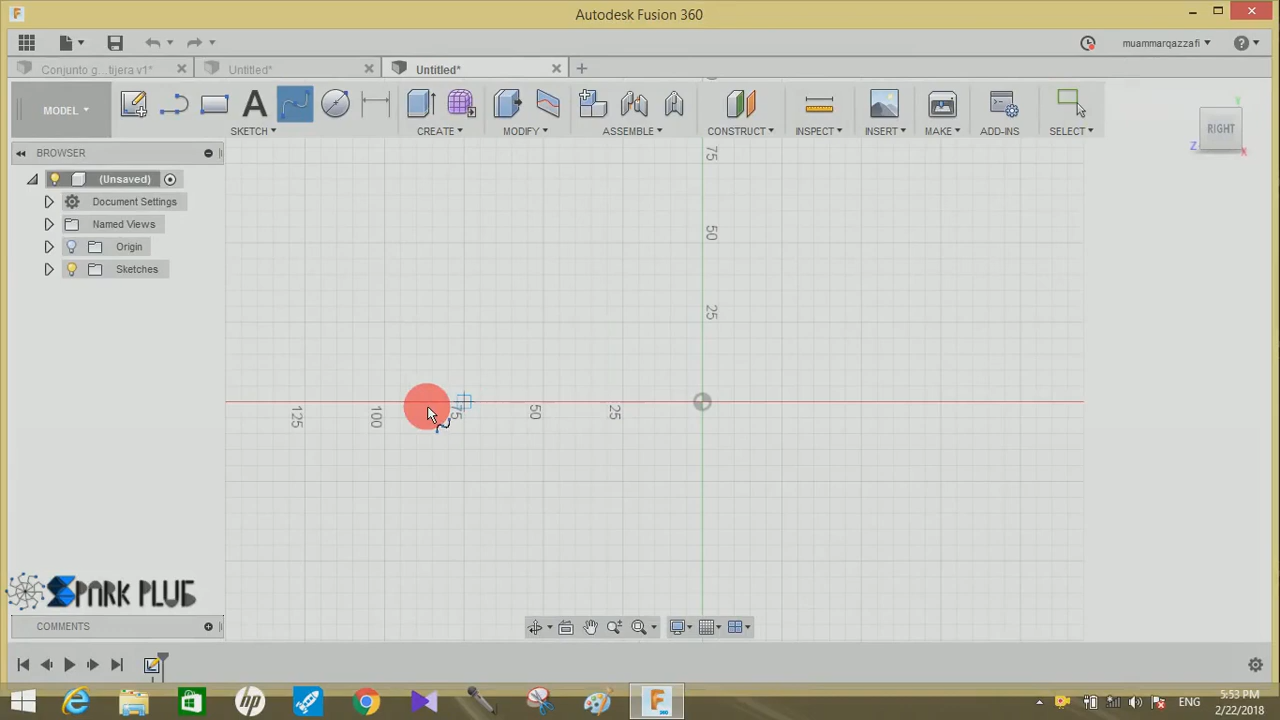 Autodesk Fusion 360
muammarqazzafi
Conjunto g...tijera v1*
Untitled*
Untitled*
MODEL
SKETCH
CREATE
MODIFY
ASSEMBLE
CONSTRUCT
INSPECT
INSERT
MAKE
ADD-INS
SELECT
BROWSER
(Unsaved)
Document Settings
Named Views
Origin
Sketches
RIGHT
Y
Z
X
75
50
25
125
100
75
50
25
SPARK PLUG
COMMENTS
ENG
5:53 PM
2/22/2018